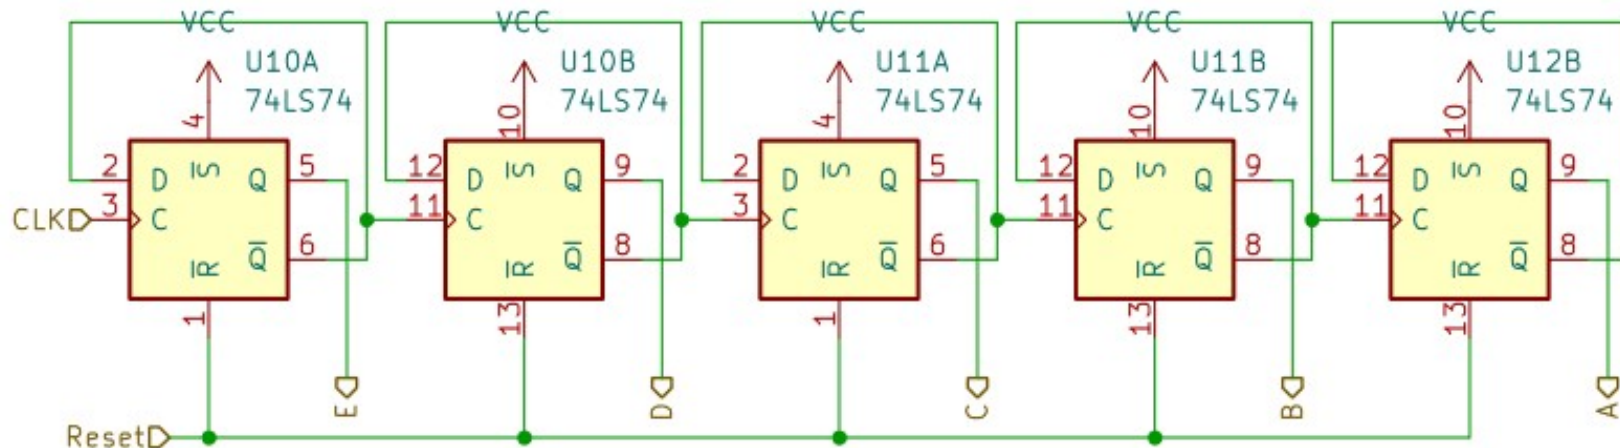 VCC VCC VCC VCC VCC
U10A U10B U11A U11B U12B
74LS74 74LS74 74LS74 74LS74 74LS74
4 10 4 10 10
2 D S̅ Q 5 12 D S̅ Q 9 2 D S̅ Q 5 12 D S̅ Q 9 12 D S̅ Q 9
CLK 3 C 11 C 3 C 11 C 11 C
R̅ Q̅ 6 R̅ Q̅ 8 R̅ Q̅ 6 R̅ Q̅ 8 R̅ Q̅ 8
1 13 1 13 13
E D C B A
Reset